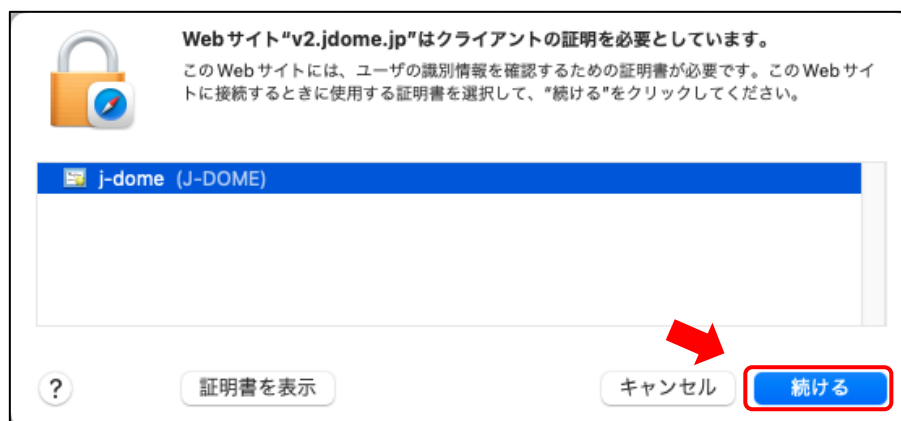 Webサイト“v2.jdome.jp”はクライアントの証明を必要としています。
このWebサイトには、ユーザの識別情報を確認するための証明書が必要です。このWebサイ
トに接続するときに使用する証明書を選択して、“続ける”をクリックしてください。
j-dome (J-DOME)
? 証明書を表示 キャンセル 続ける